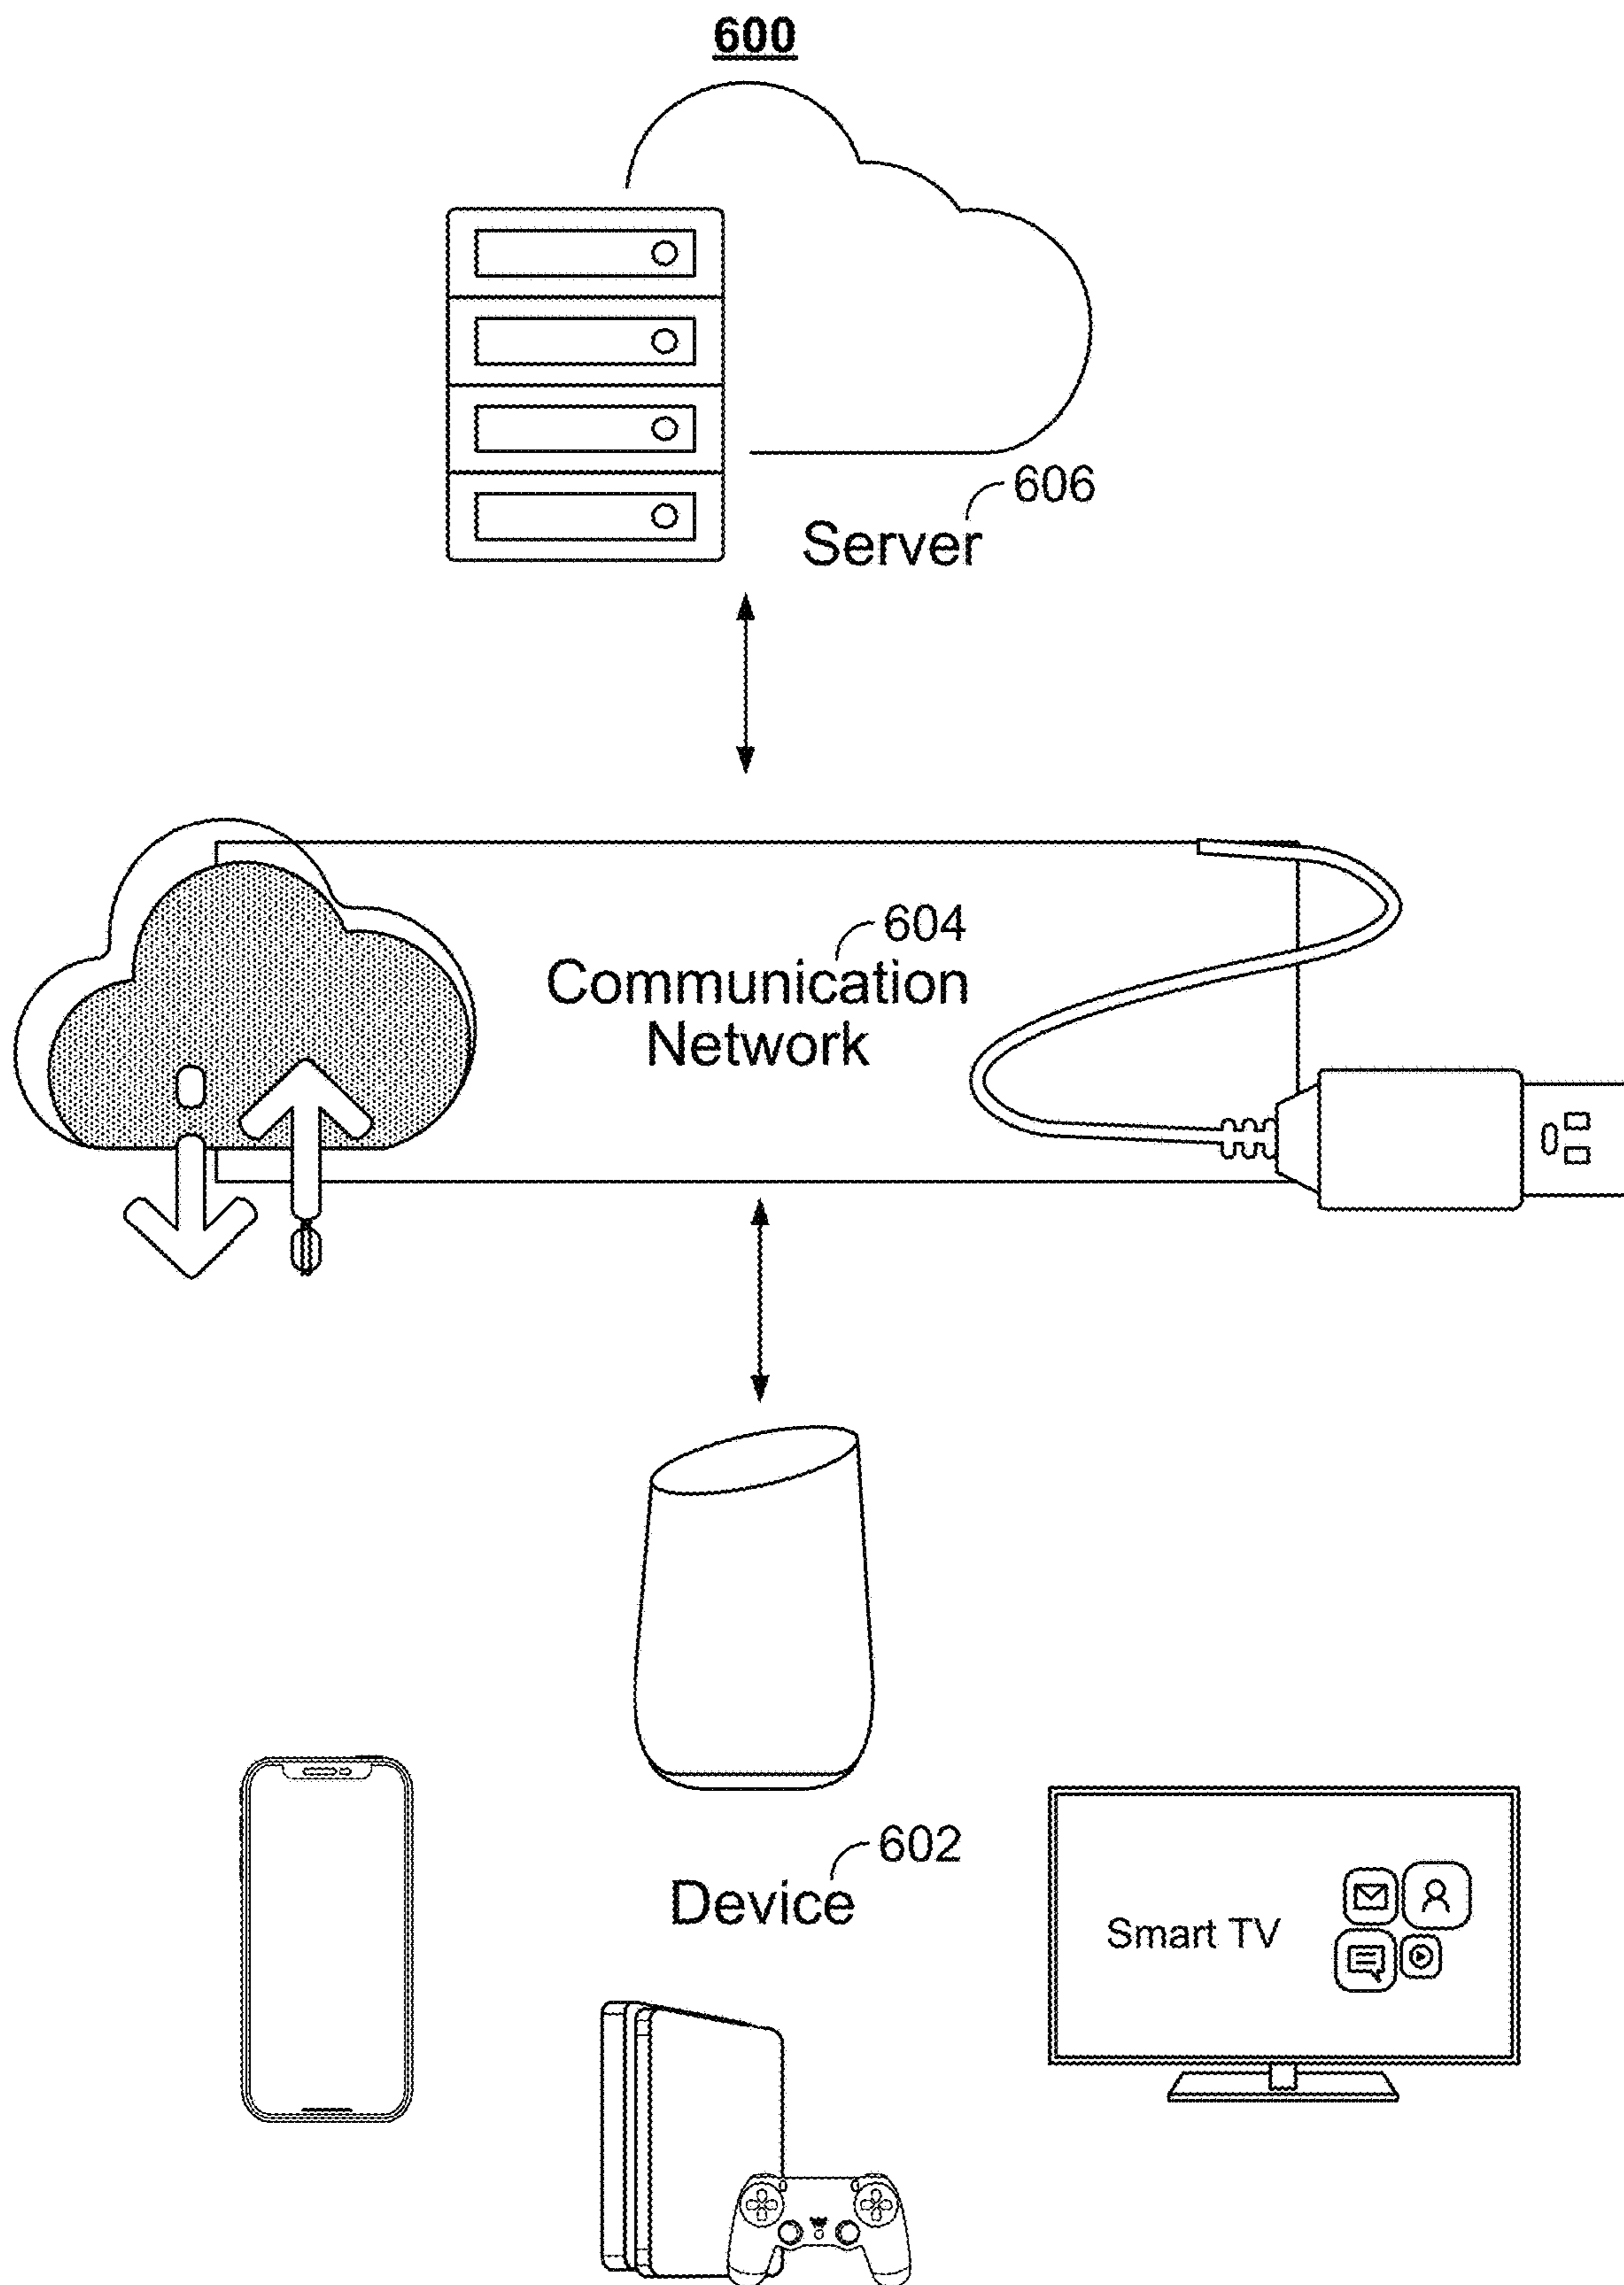 600
606
Server
604
Communication
Network
602
Device
Smart TV